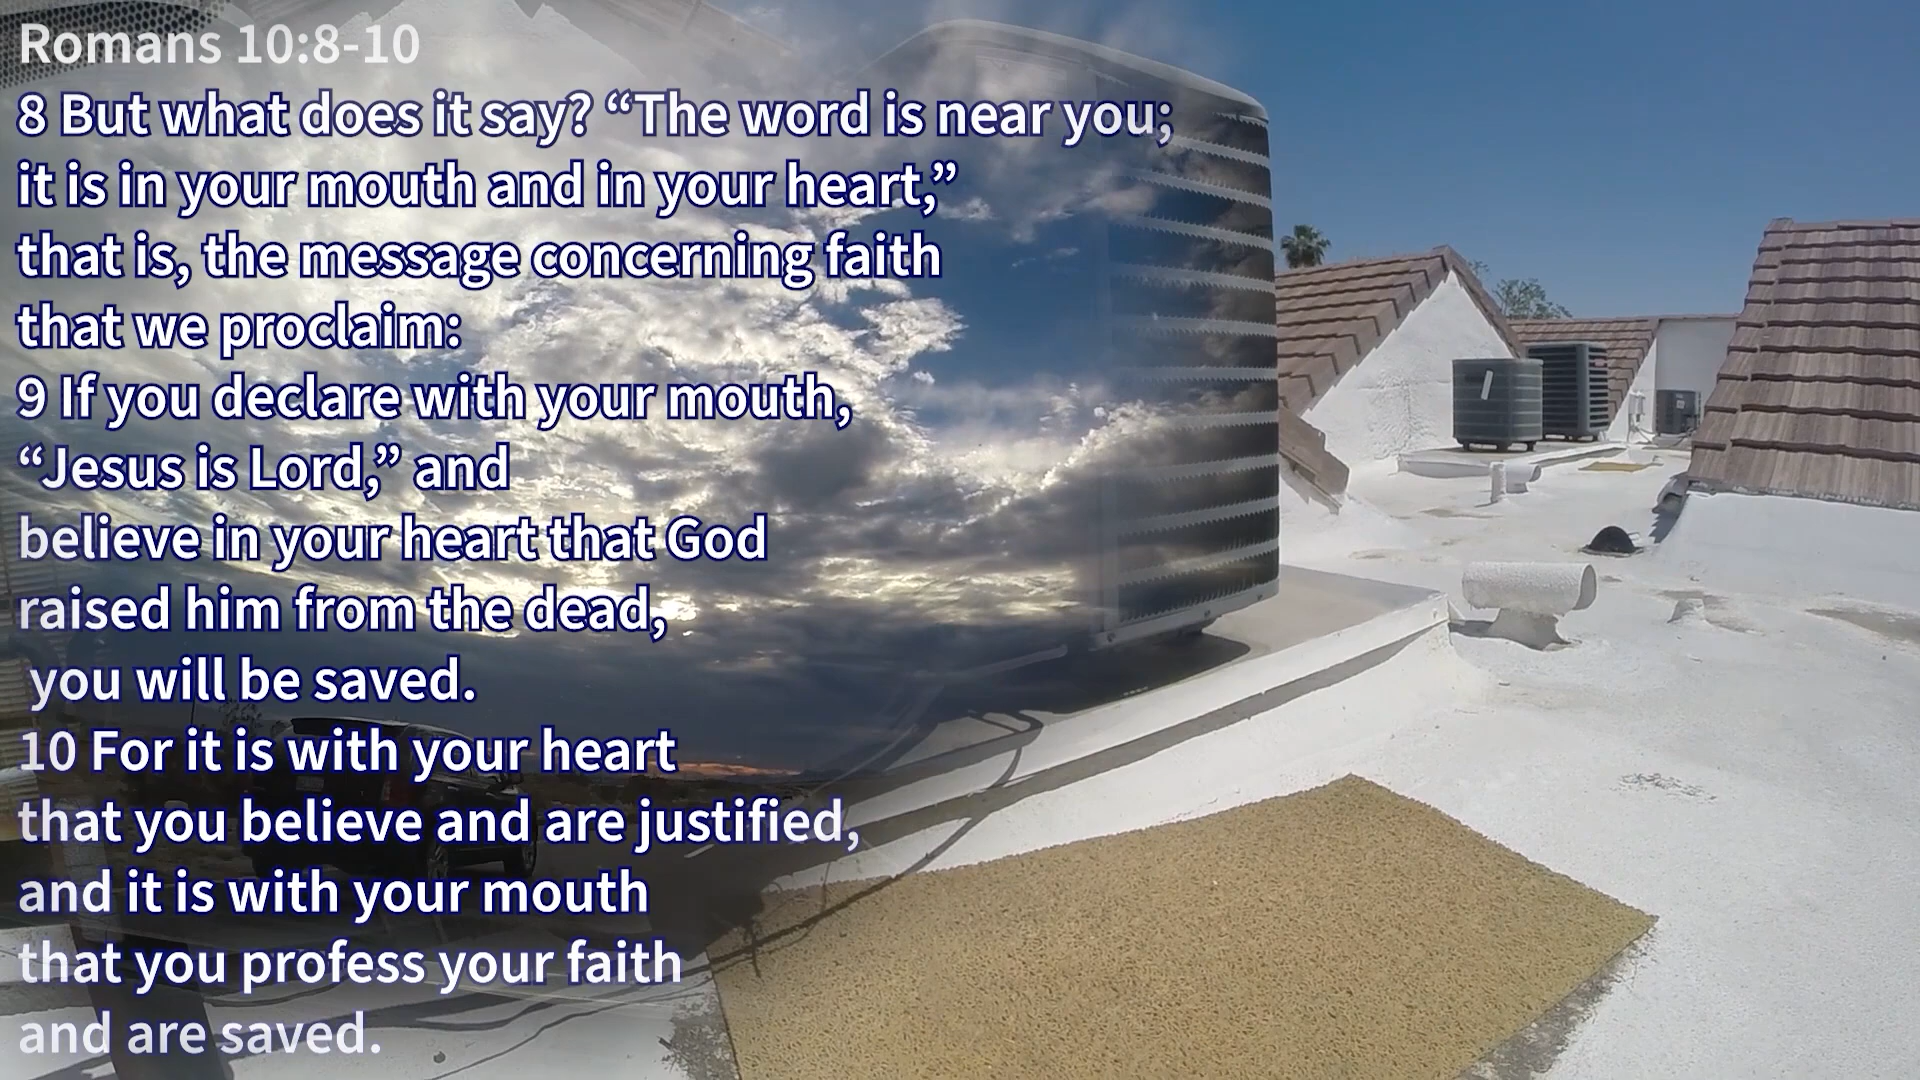 Romans 10:8-10
8 But what does it say? “The word is near you;
it is in your mouth and in your heart,”
that is, the message concerning faith
that we proclaim:
9 If you declare with your mouth,
“Jesus is Lord,” and
believe in your heart that God
raised him from the dead,
you will be saved.
10 For it is with your heart
that you believe and are justified,
and it is with your mouth
that you profess your faith
and are saved.